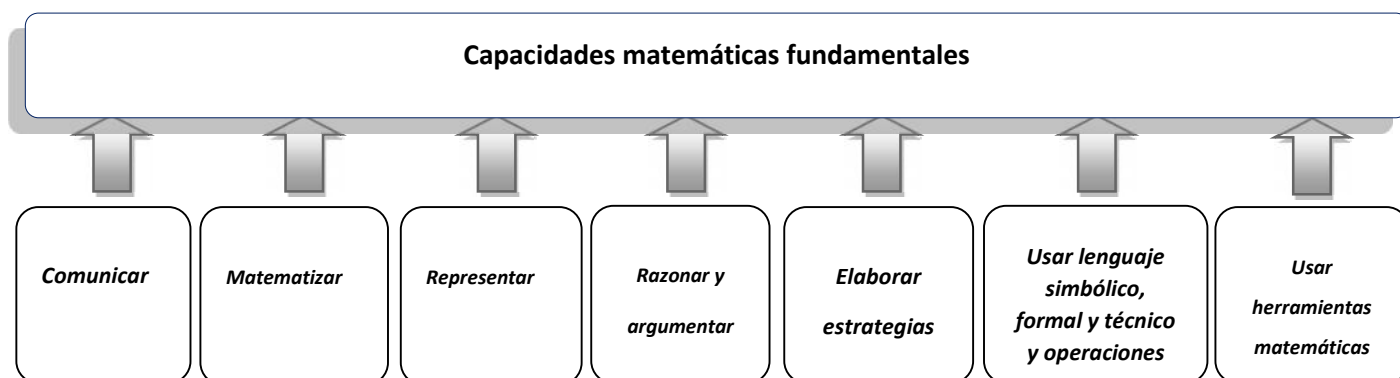 Capacidades matemáticas fundamentales
Comunicar
Matematizar
Representar
Razonar y
argumentar
Elaborar
estrategias
Usar lenguaje
simbólico,
formal y técnico
y operaciones
Usar
herramientas
matemáticas